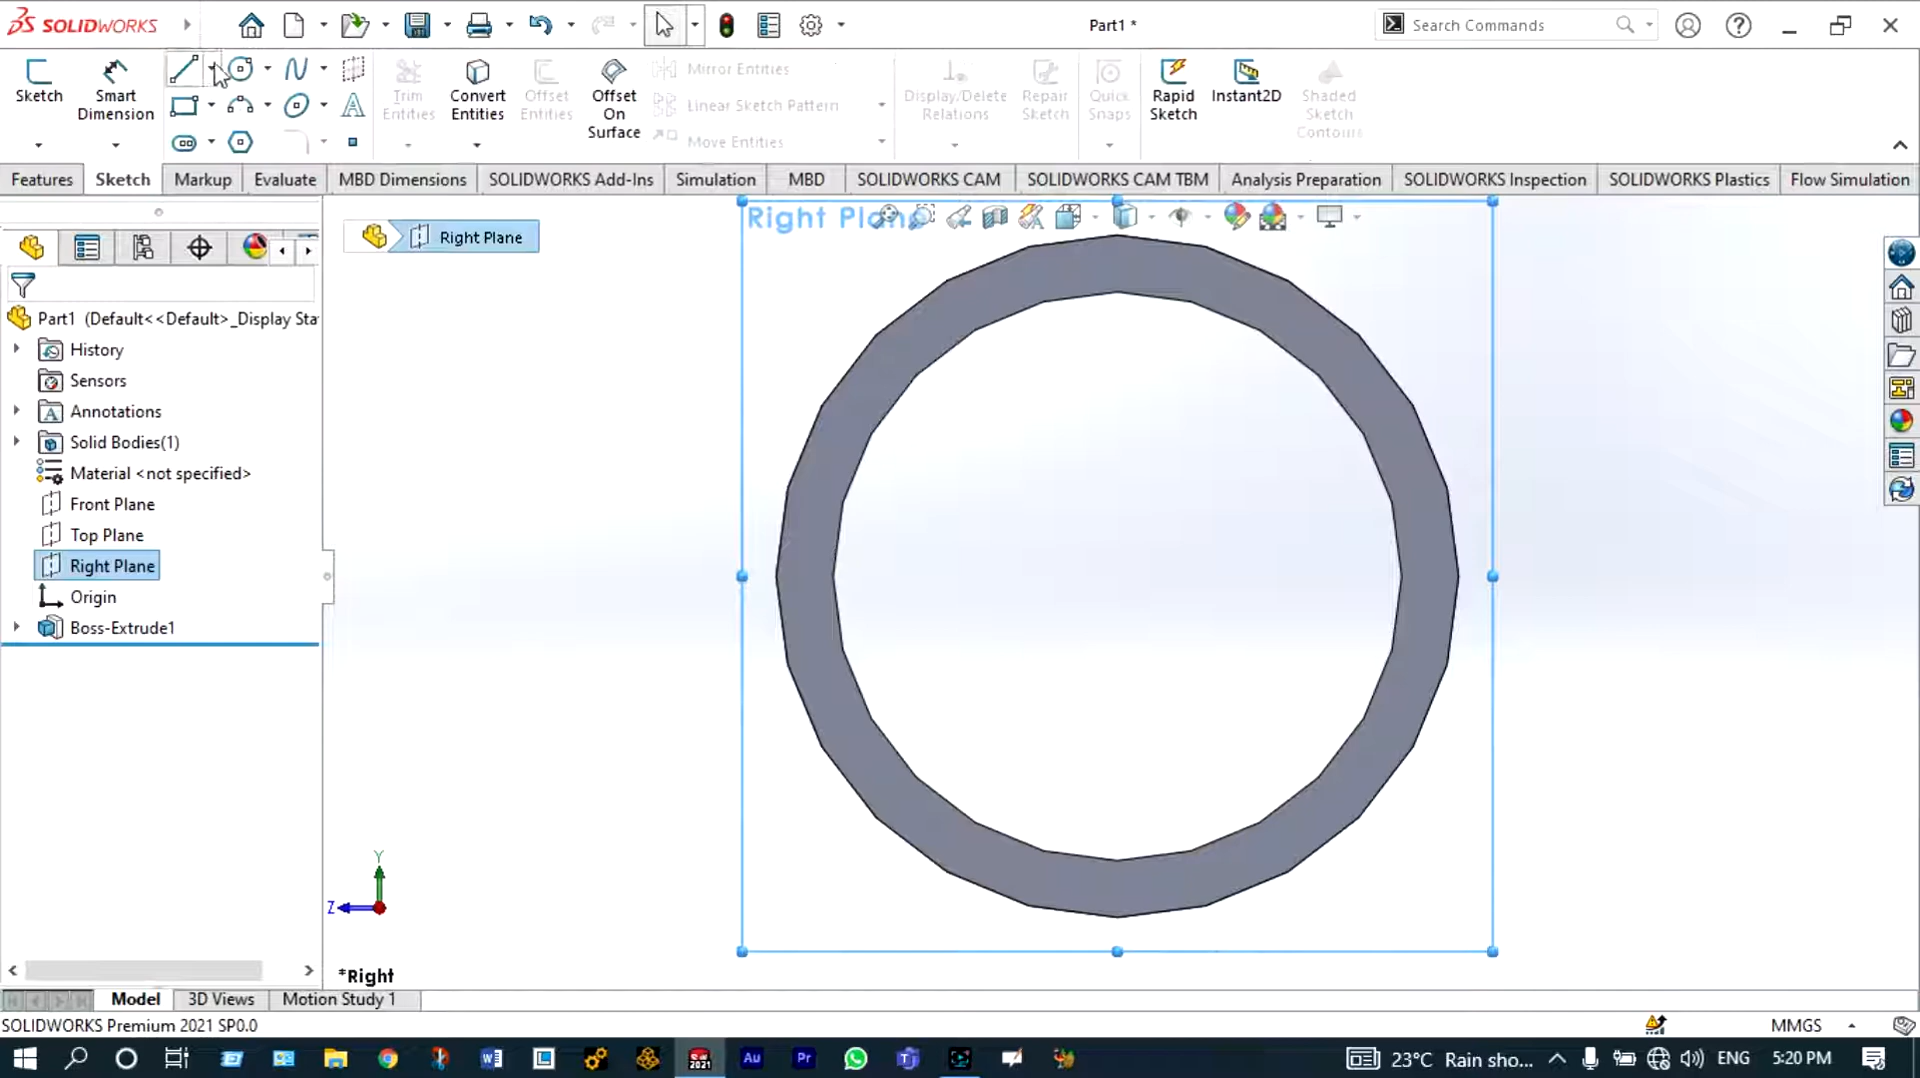 SOLIDWORKS
Part1 *
Search Commands
Sketch
Smart Dimension
Trim Entities
Convert Entities
Offset Entities
Offset On Surface
Mirror Entities
Linear Sketch Pattern
Move Entities
Display/Delete Relations
Repair Sketch
Quick Snaps
Rapid Sketch
Instant2D
Shaded Sketch Contours
Features
Sketch
Markup
Evaluate
MBD Dimensions
SOLIDWORKS Add-Ins
Simulation
MBD
SOLIDWORKS CAM
SOLIDWORKS CAM TBM
Analysis Preparation
SOLIDWORKS Inspection
SOLIDWORKS Plastics
Flow Simulation
Right Plane
Right Plane
Part1 (Default<<Default>_Display Sta
History
Sensors
Annotations
Solid Bodies(1)
Material <not specified>
Front Plane
Top Plane
Right Plane
Origin
Boss-Extrude1
Y
Z
*Right
Model
3D Views
Motion Study 1
SOLIDWORKS Premium 2021 SP0.0
MMGS
23°C Rain sho...
ENG
5:20 PM